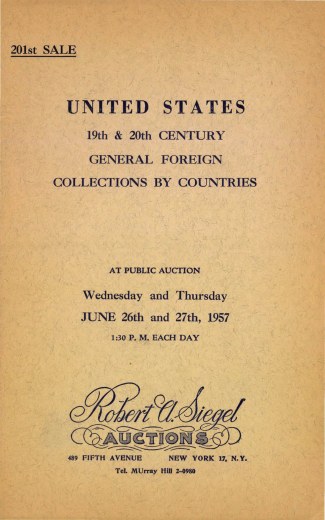 201st SALE
UNITED STATES
19th & 20th CENTURY
GENERAL FOREIGN
COLLECTIONS BY COUNTRIES
AT PUBLIC AUCTION
Wednesday and Thursday
JUNE 26th and 27th, 1957
1:30 P. M. EACH DAY
Robert A. Siegel
AUCTIONS
489 FIFTH AVENUE NEW YORK 17, N.Y.
Tel. MUrray Hill 2-0980